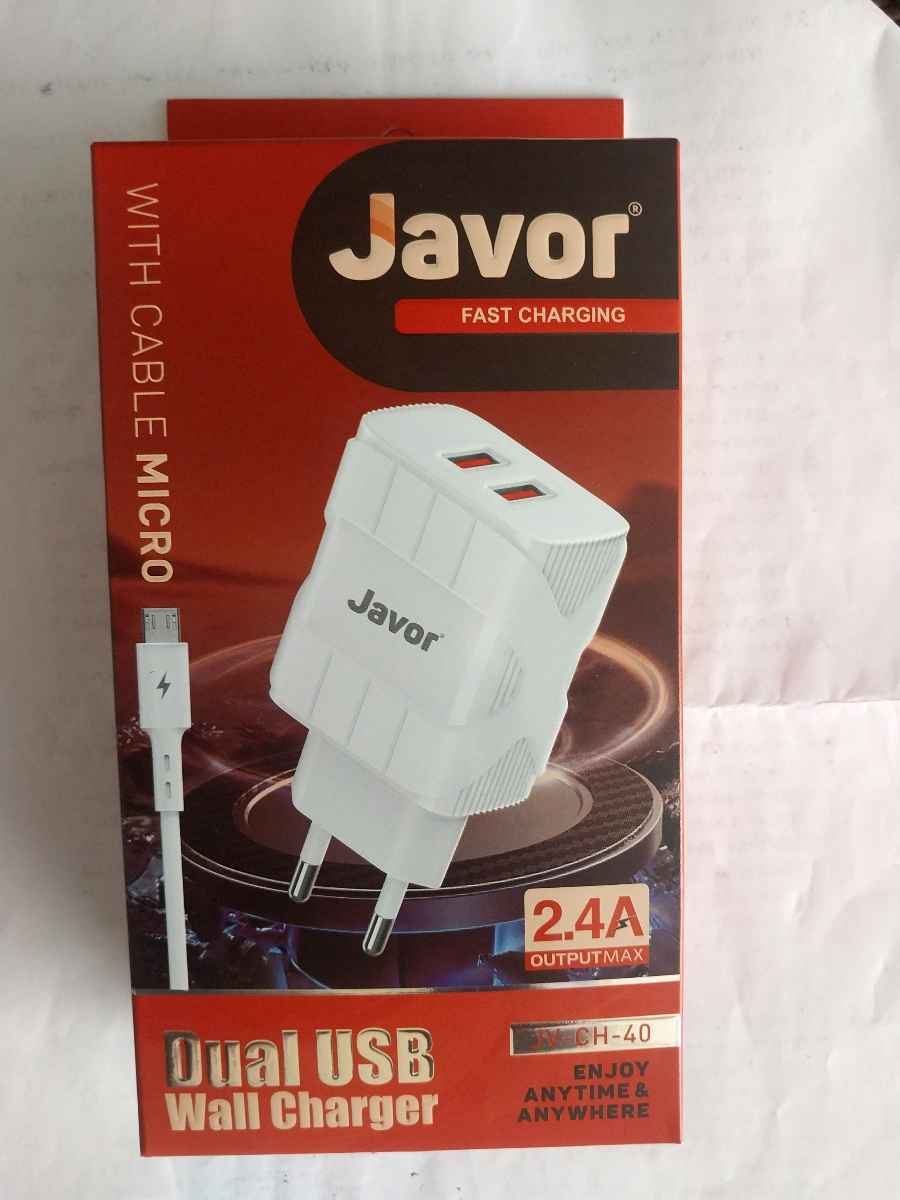 Javor®
FAST CHARGING
WITH CABLE MICRO
Javor
2.4A
OUTPUTMAX
Dual USB
Wall Charger
JV-CH-40
ENJOY
ANYTIME &
ANYWHERE